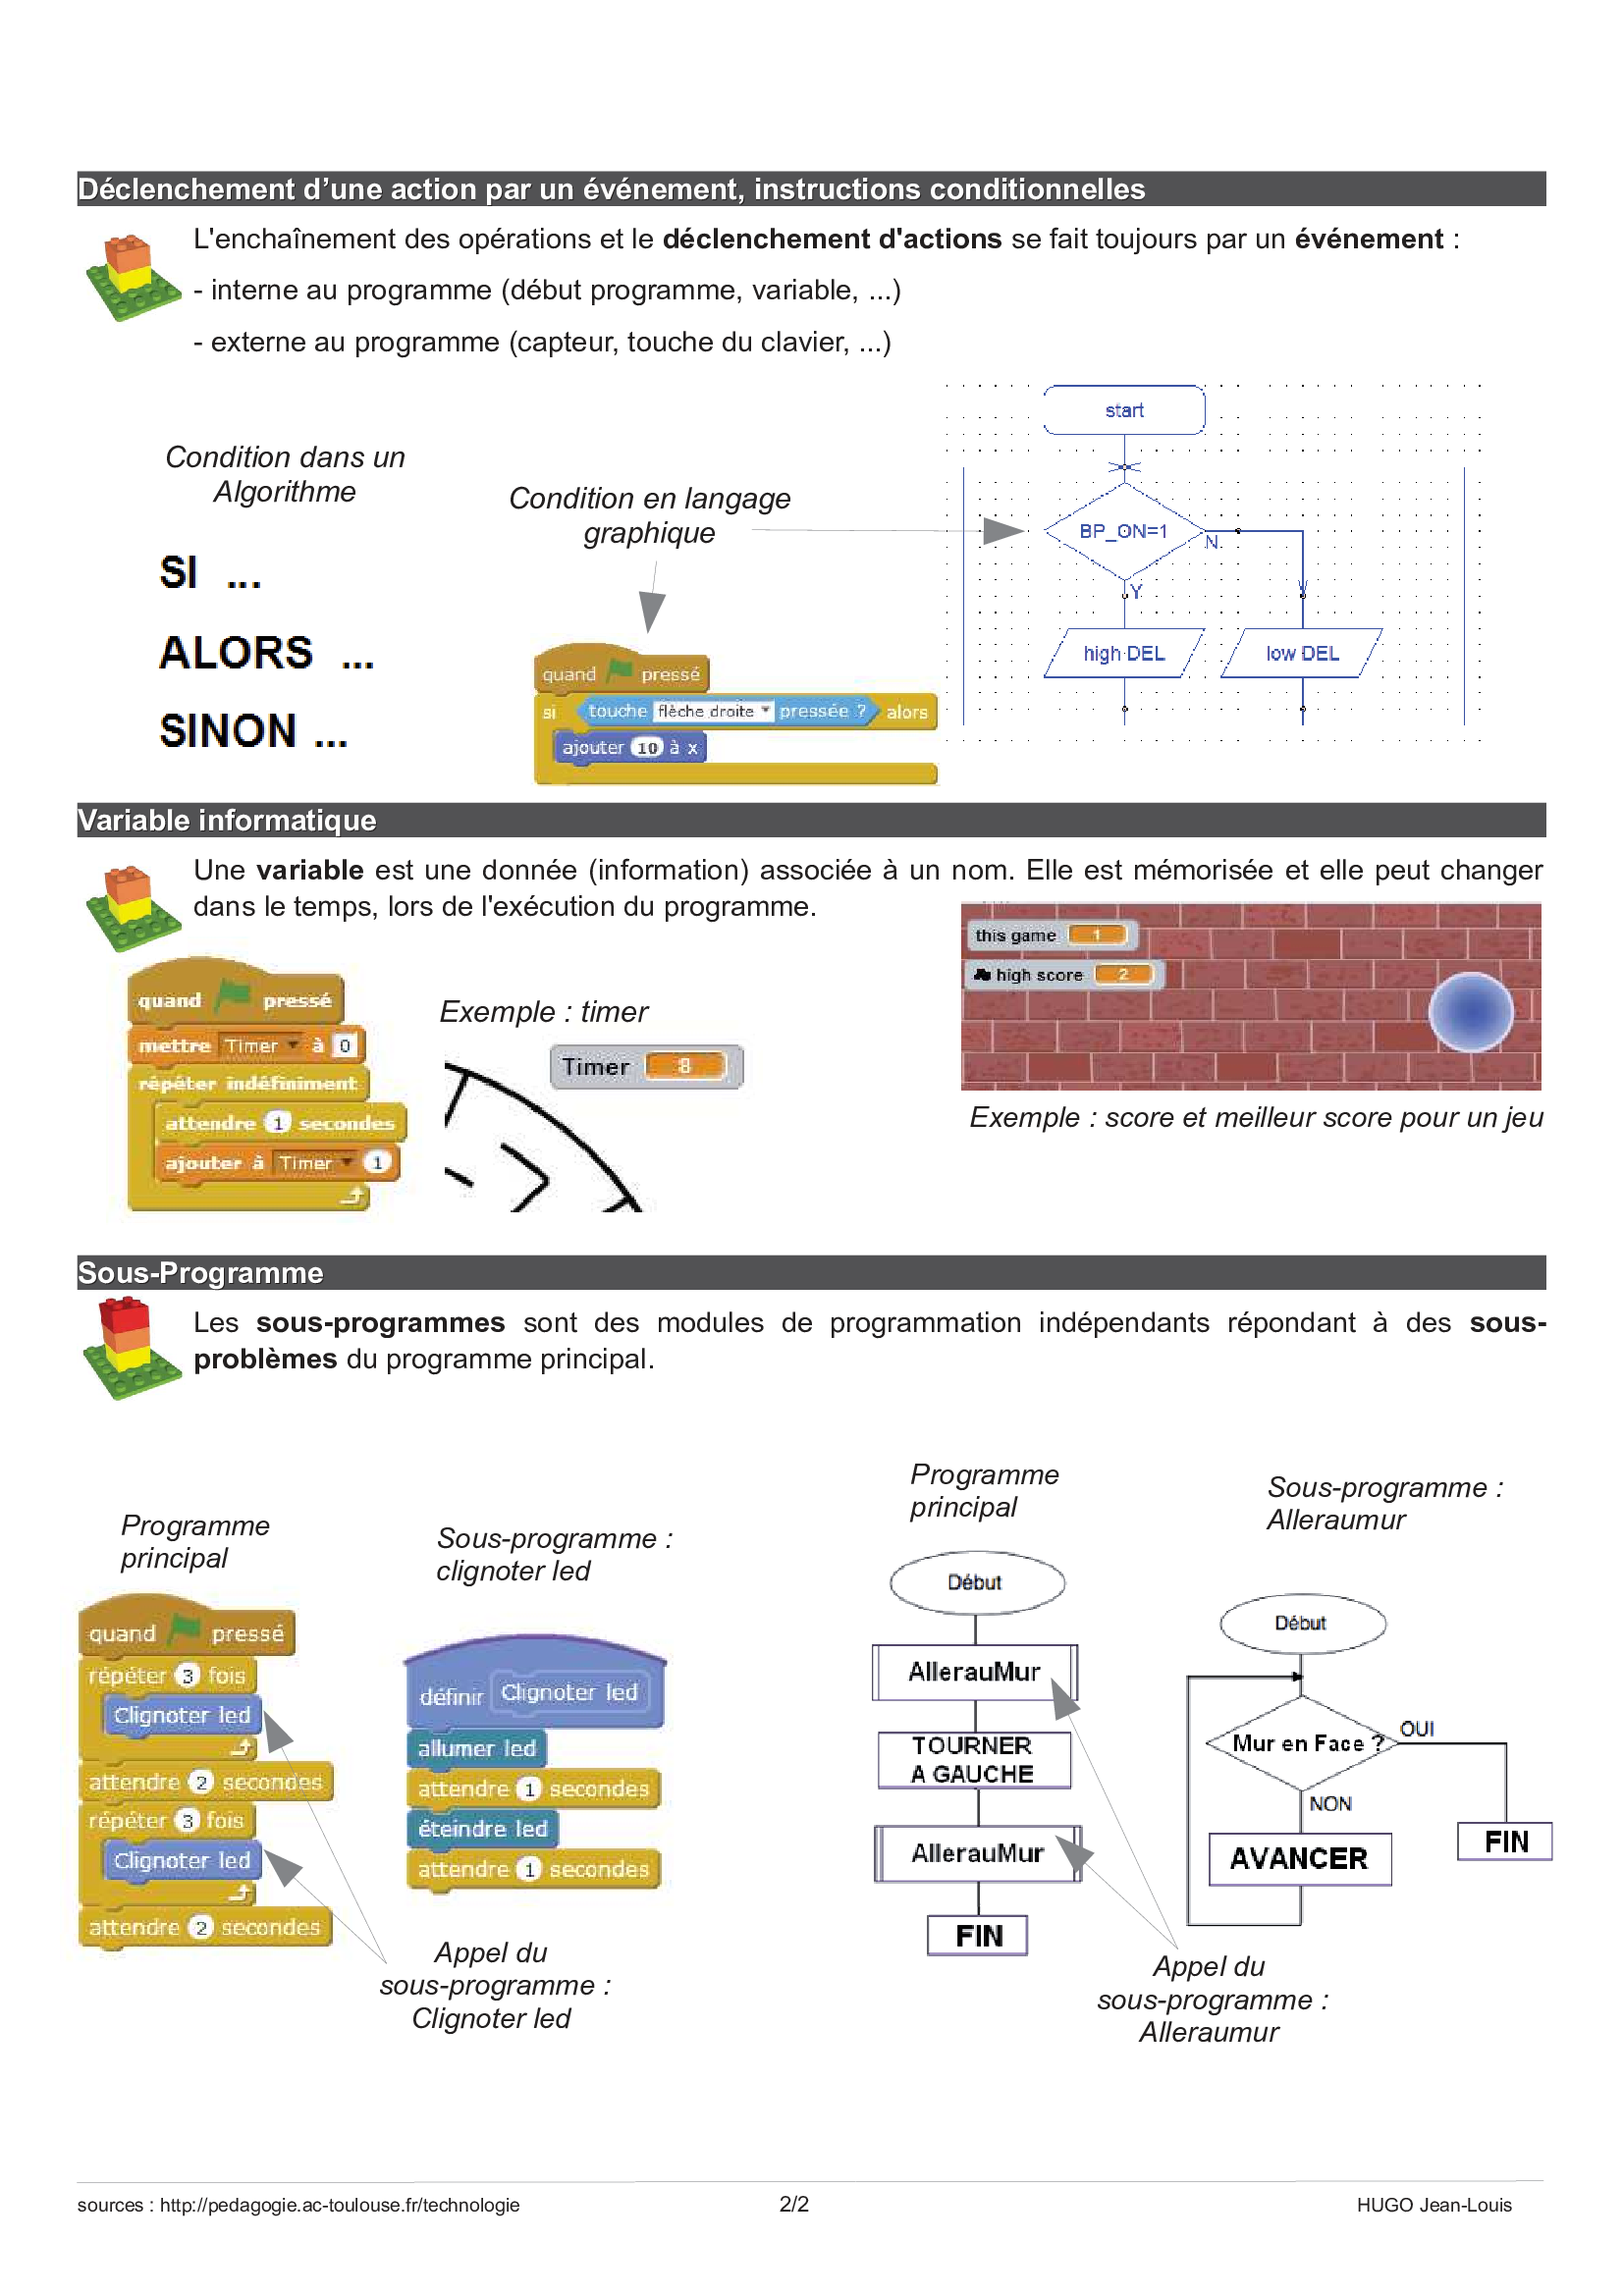 Déclenchement d’une action par un événement, instructions conditionnelles
L'enchaînement des opérations et le déclenchement d'actions se fait toujours par un événement :
- interne au programme (début programme, variable, ...)
- externe au programme (capteur, touche du clavier, ...)
Condition dans un
Algorithme
SI ...
ALORS ...
SINON ...
Condition en langage
graphique
quand pressé
si touche flèche droite pressée ? alors
ajouter 10 à x
start
BP_ON=1
N
Y
high DEL
low DEL
Variable informatique
Une variable est une donnée (information) associée à un nom. Elle est mémorisée et elle peut changer
dans le temps, lors de l'exécution du programme.
quand pressé
mettre Timer à 0
répéter indéfiniment
attendre 1 secondes
ajouter à Timer 1
Exemple : timer
Timer 8
this game 1
high score 2
Exemple : score et meilleur score pour un jeu
Sous-Programme
Les sous-programmes sont des modules de programmation indépendants répondant à des sous-
problèmes du programme principal.
Programme
principal
quand pressé
répéter 3 fois
Clignoter led
attendre 2 secondes
répéter 3 fois
Clignoter led
attendre 2 secondes
Sous-programme :
clignoter led
définir Clignoter led
allumer led
attendre 1 secondes
éteindre led
attendre 1 secondes
Appel du
sous-programme :
Clignoter led
Programme
principal
Début
AllerauMur
TOURNER
A GAUCHE
AllerauMur
FIN
Sous-programme :
Alleraumur
Début
Mur en Face ?
OUI
NON
AVANCER
FIN
Appel du
sous-programme :
Alleraumur
sources : http://pedagogie.ac-toulouse.fr/technologie
2/2
HUGO Jean-Louis